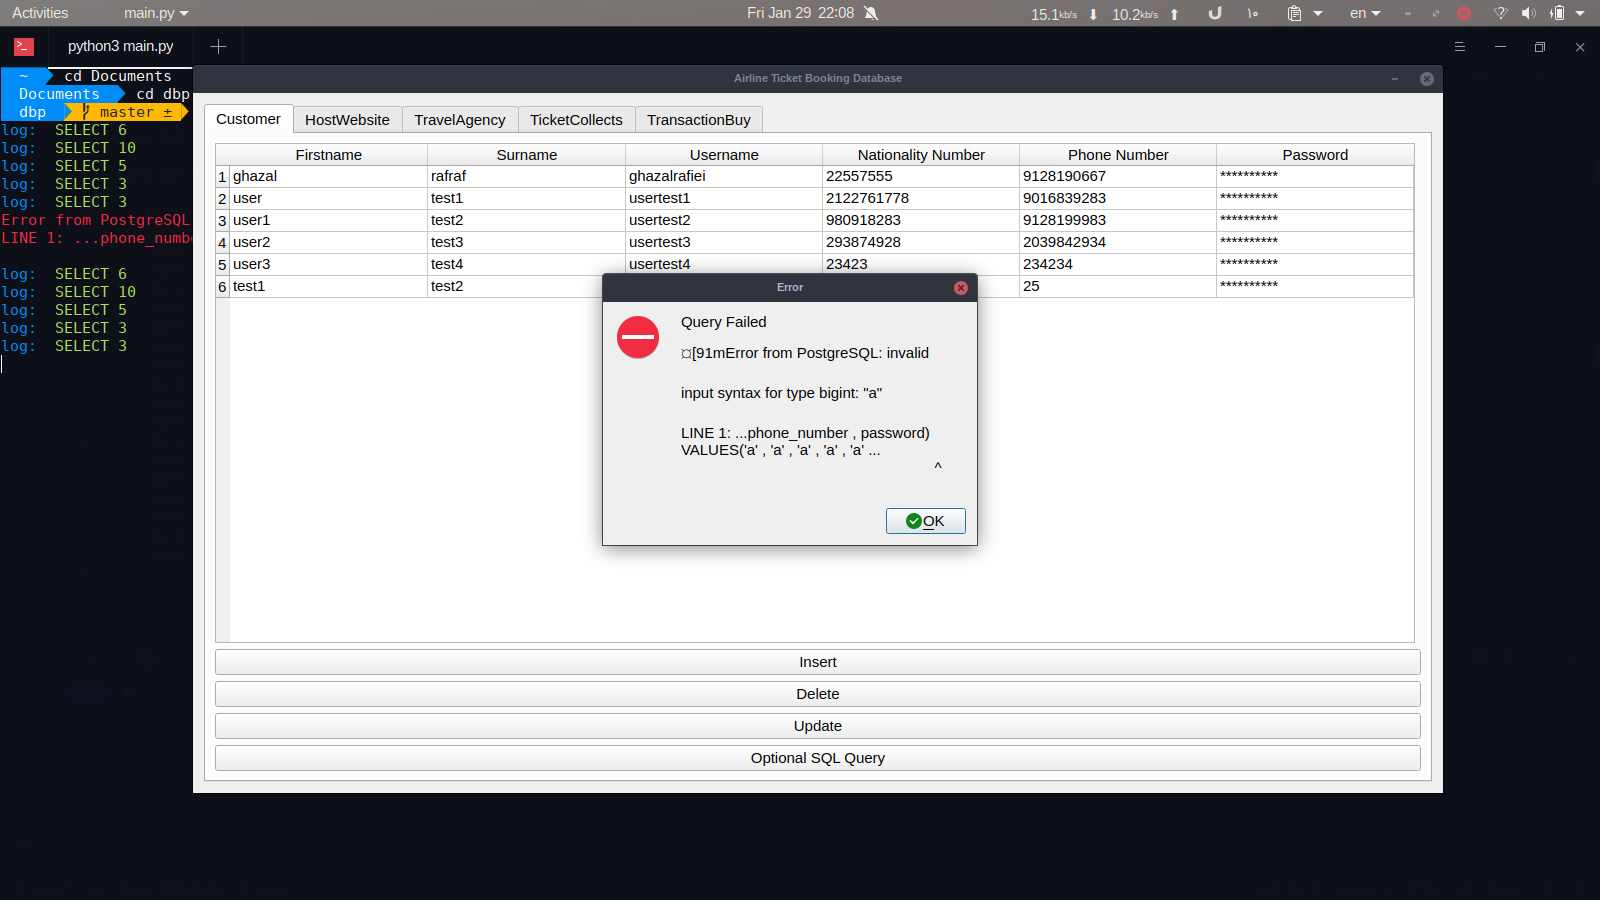 Activities main.py Fri Jan 29 22:08 15.1kb/s 10.2kb/s ۱۰ en
python3 main.py
~ cd Documents
Documents cd dbp
dbp master ±
log: SELECT 6
log: SELECT 10
log: SELECT 5
log: SELECT 3
log: SELECT 3
Error from PostgreSQL
LINE 1: ...phone_numb
log: SELECT 6
log: SELECT 10
log: SELECT 5
log: SELECT 3
log: SELECT 3
Airline Ticket Booking Database
Customer HostWebsite TravelAgency TicketCollects TransactionBuy
Firstname Surname Username Nationality Number Phone Number Password
1 ghazal rafraf ghazalrafiei 22557555 9128190667 **********
2 user test1 usertest1 2122761778 9016839283 **********
3 user1 test2 usertest2 980918283 9128199983 **********
4 user2 test3 usertest3 293874928 2039842934 **********
5 user3 test4 usertest4 23423 234234 **********
6 test1 test2 25 **********
Error
Query Failed
¤[91mError from PostgreSQL: invalid
input syntax for type bigint: "a"
LINE 1: ...phone_number , password)
VALUES('a' , 'a' , 'a' , 'a' , 'a' ...
^
OK
Insert
Delete
Update
Optional SQL Query